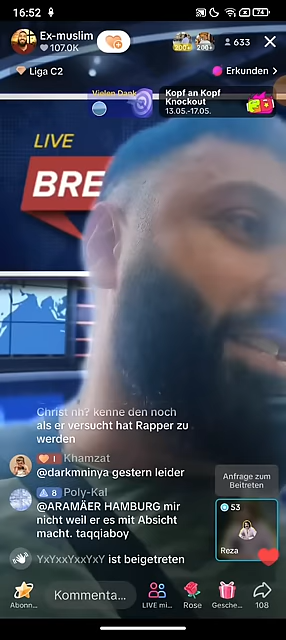 16:52
74
Ex-muslim
107.0K
200+
200+
633
Liga C2
Erkunden
Vielen Dank
Kopf an Kopf
Knockout
13.05.-17.05.
LIVE
BRE
Christ nh? kenne den noch
als er versucht hat Rapper zu
werden
1 Khamzat
@darkmninya gestern leider
8 Poly-Kal
@ARAMÄER HAMBURG mir
nicht weil er es mit Absicht
macht. taqqiaboy
YxYxxYxxYxY ist beigetreten
Anfrage zum
Beitreten
53
Reza
Kommenta...
Abonn...
LIVE mi...
Rose
Gesche...
108